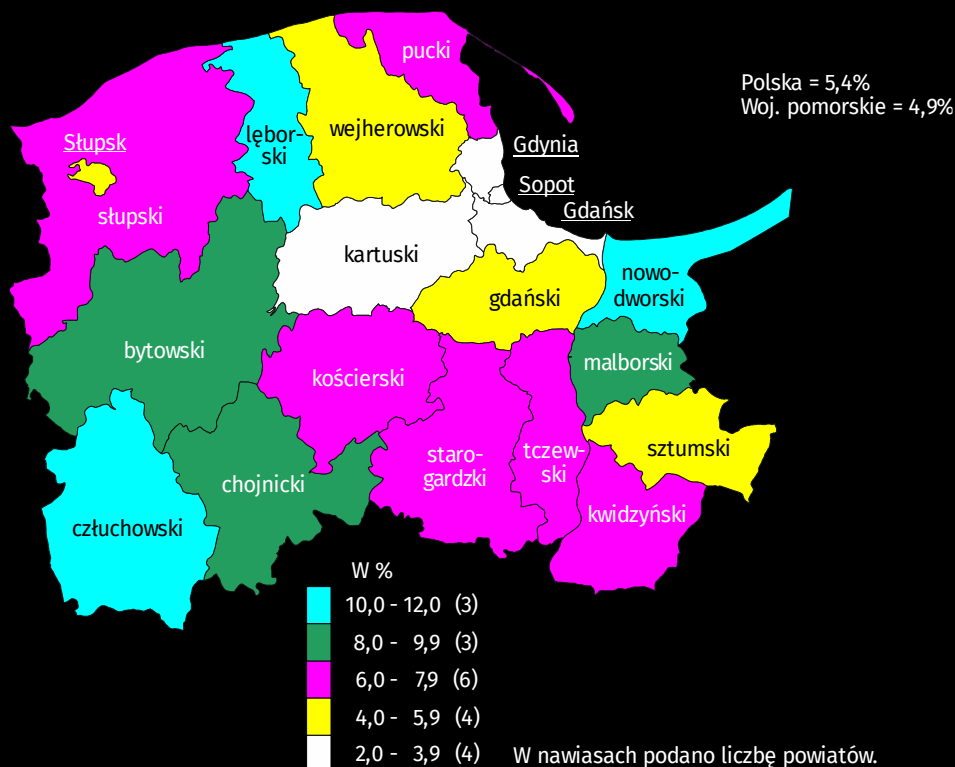 pucki
Polska = 5,4%
Woj. pomorskie = 4,9%
Słupsk
lębor-
ski
wejherowski
Gdynia
Sopot
Gdańsk
słupski
kartuski
nowo-
dworski
gdański
bytowski
kościerski
malborski
staro-
gardzki
tczew-
ski
sztumski
chojnicki
człuchowski
kwidzyński
W %
10,0 - 12,0 (3)
8,0 - 9,9 (3)
6,0 - 7,9 (6)
4,0 - 5,9 (4)
2,0 - 3,9 (4)
W nawiasach podano liczbę powiatów.